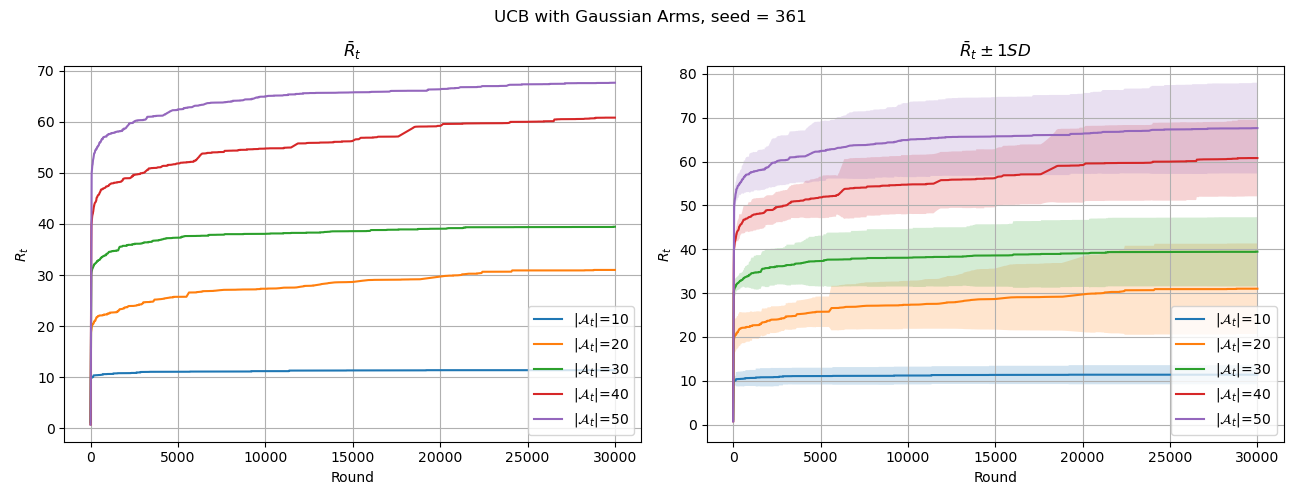 UCB with Gaussian Arms, seed = 361
R̄ₜ
70
60
50
40
30
20
10
0
Rₜ
0 5000 10000 15000 20000 25000 30000
Round
|𝒜ₜ|=10
|𝒜ₜ|=20
|𝒜ₜ|=30
|𝒜ₜ|=40
|𝒜ₜ|=50
R̄ₜ ± 1SD
80
70
60
50
40
30
20
10
0
Rₜ
0 5000 10000 15000 20000 25000 30000
Round
|𝒜ₜ|=10
|𝒜ₜ|=20
|𝒜ₜ|=30
|𝒜ₜ|=40
|𝒜ₜ|=50